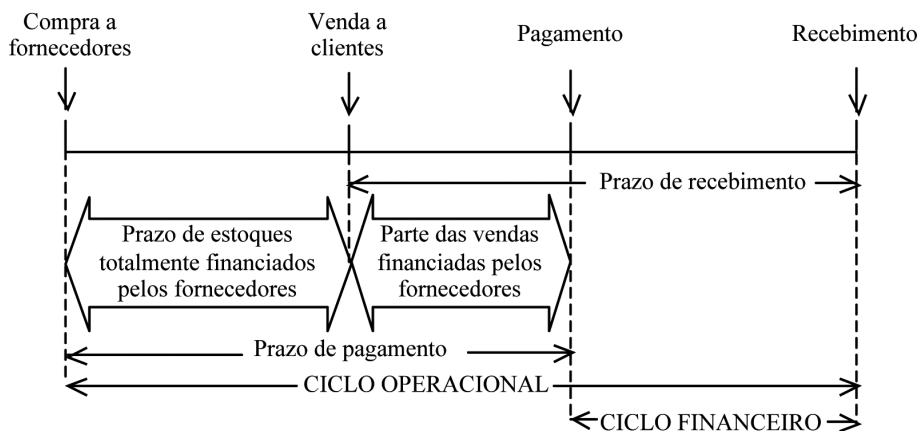 Compra a
fornecedores
Venda a
clientes
Pagamento
Recebimento
Prazo de recebimento
Prazo de estoques
totalmente financiados
pelos fornecedores
Parte das vendas
financiadas pelos
fornecedores
Prazo de pagamento
CICLO OPERACIONAL
CICLO FINANCEIRO